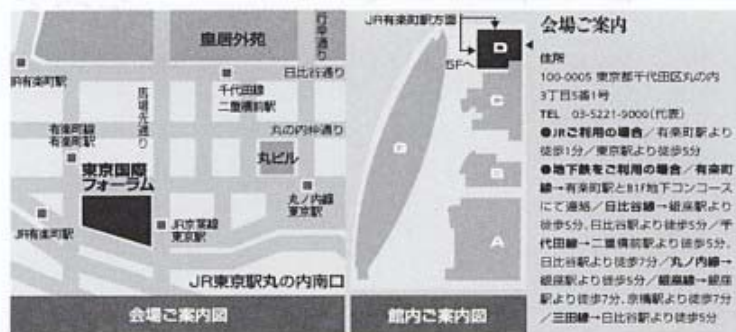 皇居外苑
行幸通り
日比谷通り
JR有楽町駅
馬場先通り
千代田線
二重橋前駅
有楽町線
有楽町駅
丸の内仲通り
丸ビル
東京国際
フォーラム
丸ノ内線
東京駅
JR有楽町駅
JR京葉線
東京駅
JR東京駅丸の内南口
会場ご案内図
JR有楽町駅方面
D
5Fへ
C
B
A
館内ご案内図
会場ご案内
住所
100-0005 東京都千代田区丸の内
3丁目5番1号
TEL 03-5221-9000(代表)
●JRご利用の場合/有楽町駅より
徒歩1分/東京駅より徒歩5分
●地下鉄をご利用の場合/有楽町
線→有楽町駅とB1F地下コンコース
にて連絡/日比谷線→銀座駅より
徒歩5分、日比谷駅より徒歩5分/千
代田線→二重橋前駅より徒歩5分、
日比谷駅より徒歩7分/丸ノ内線→
銀座駅より徒歩5分/銀座線→銀座
駅より徒歩7分、京橋駅より徒歩7分
/三田線→日比谷駅より徒歩5分